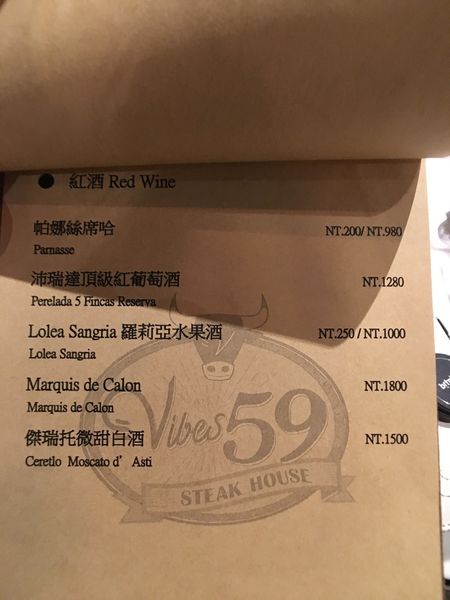 ● 紅酒 Red Wine
帕娜絲席哈 NT.200/ NT.980
Parnasse
沛瑞達頂級紅葡萄酒 NT.1280
Perelada 5 Fincas Reserva
Lolea Sangria 羅莉亞水果酒 NT.250 / NT.1000
Lolea Sangria
Marquis de Calon NT.1800
Marquis de Calon
傑瑞托微甜白酒 NT.1500
Ceretlo Moscato d’ Asti
Vibes 59
STEAK HOUSE